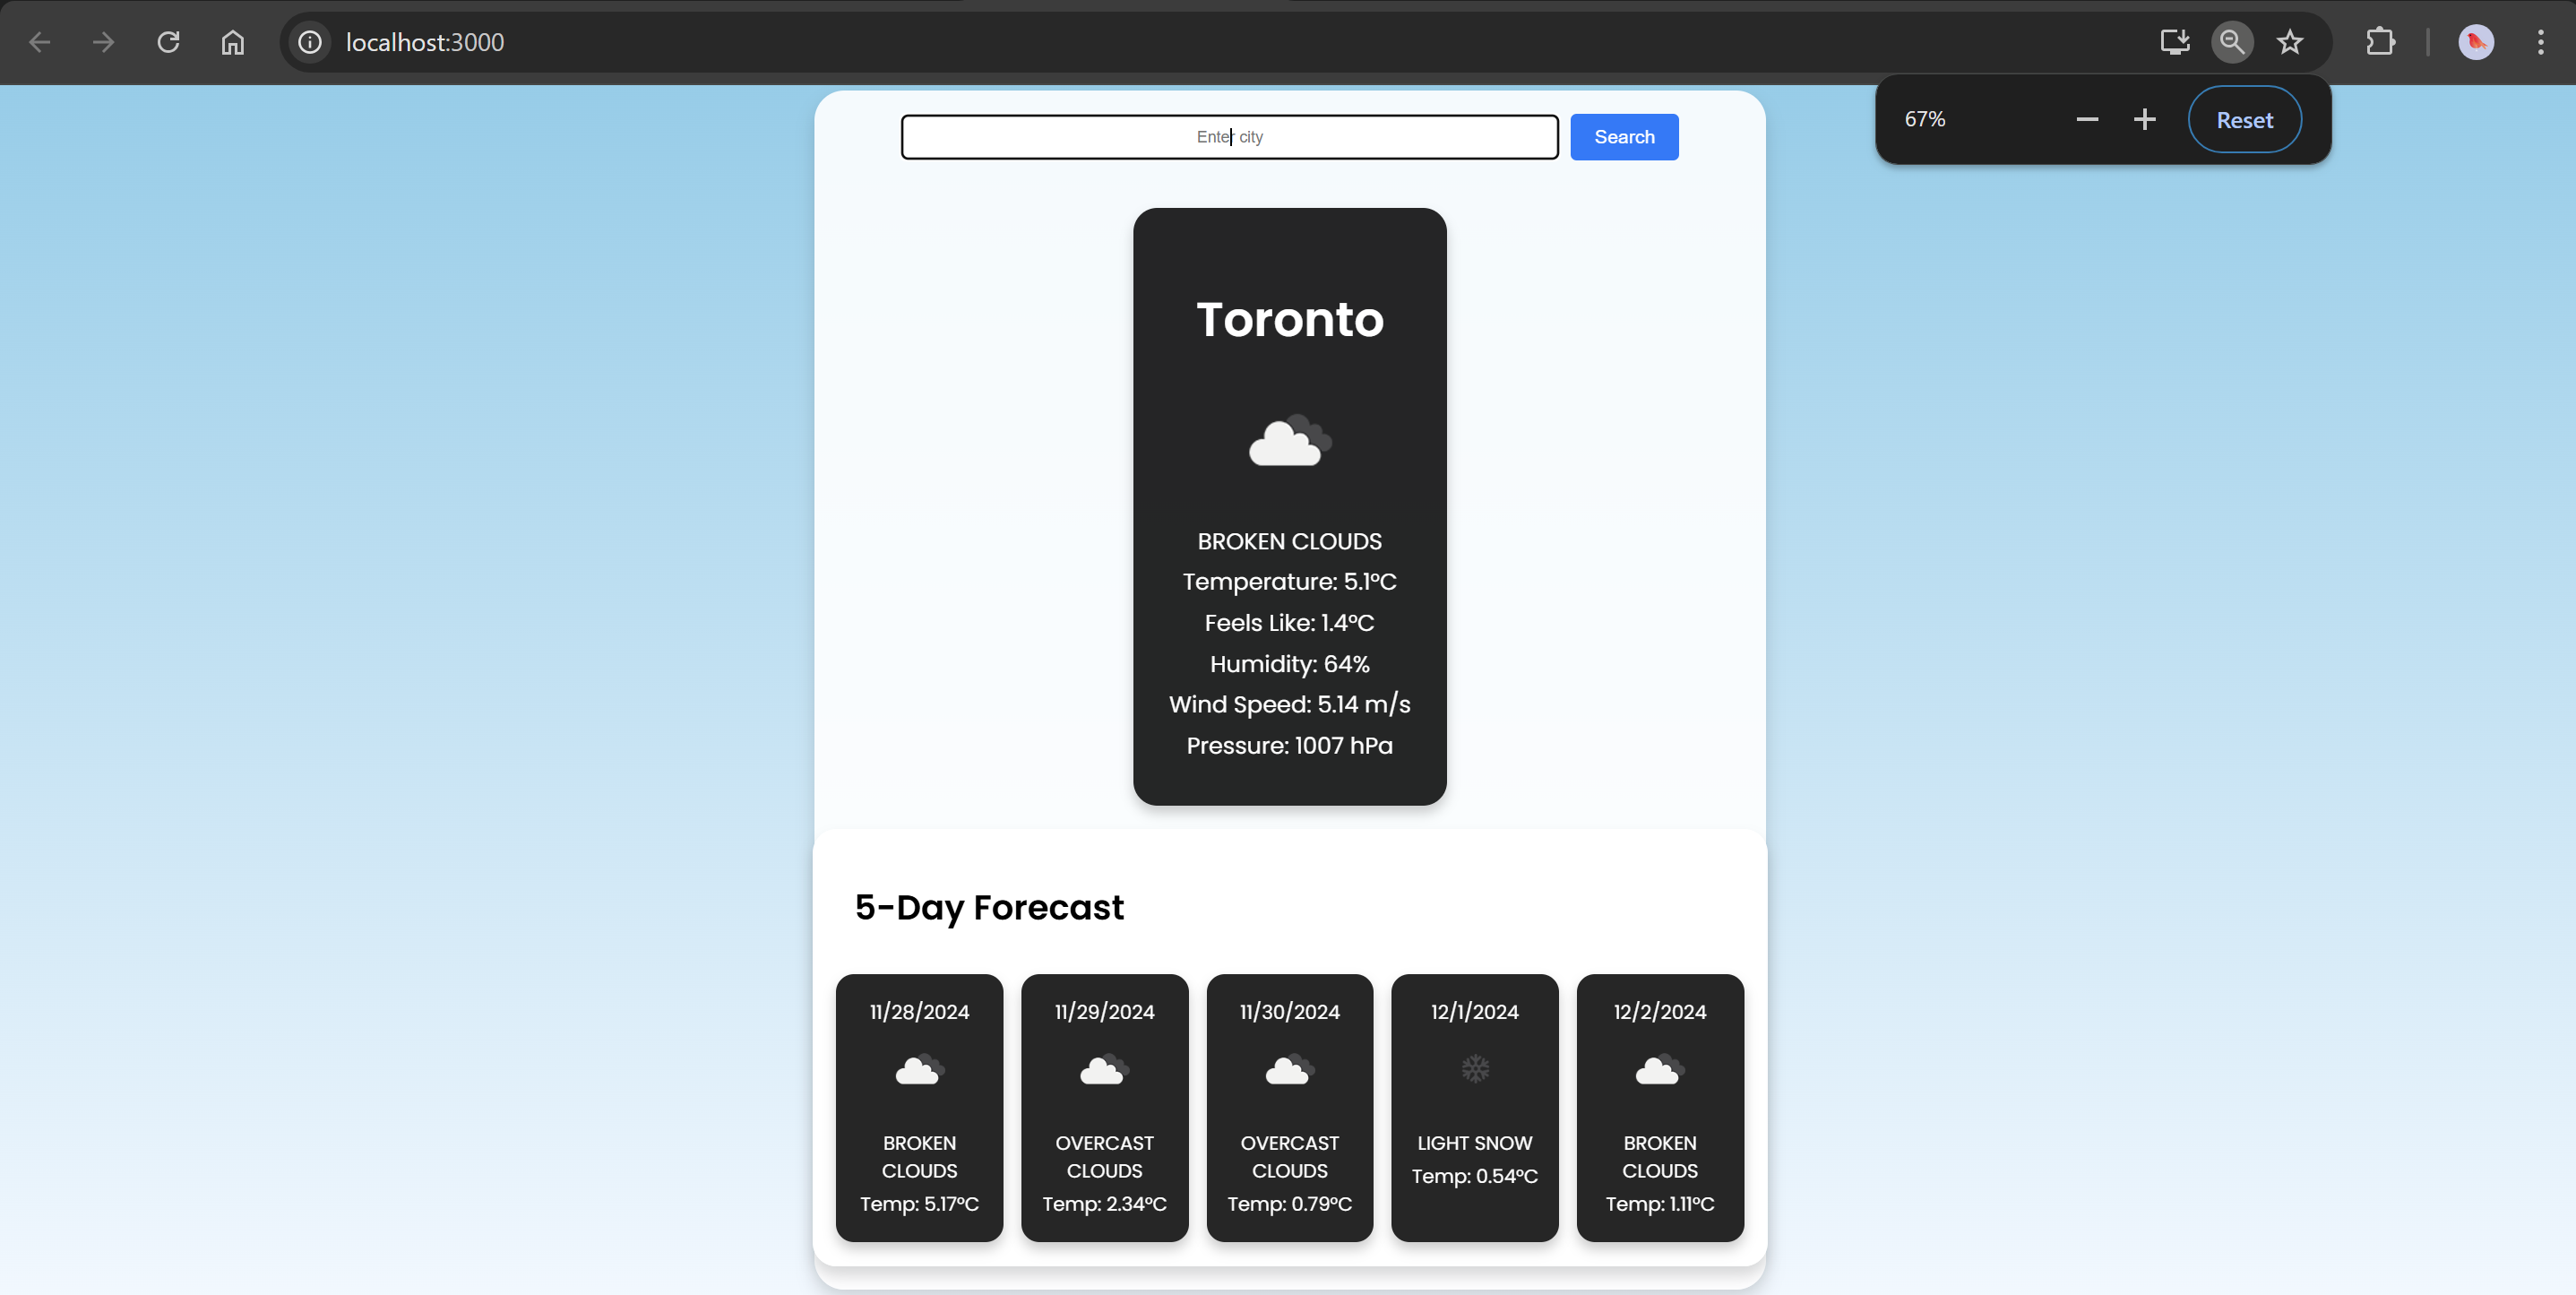 localhost:3000
67%
Reset
Enter city
Search
Toronto
BROKEN CLOUDS
Temperature: 5.1°C
Feels Like: 1.4°C
Humidity: 64%
Wind Speed: 5.14 m/s
Pressure: 1007 hPa
5-Day Forecast
11/28/2024
BROKEN
CLOUDS
Temp: 5.17°C
11/29/2024
OVERCAST
CLOUDS
Temp: 2.34°C
11/30/2024
OVERCAST
CLOUDS
Temp: 0.79°C
12/1/2024
LIGHT SNOW
Temp: 0.54°C
12/2/2024
BROKEN
CLOUDS
Temp: 1.11°C